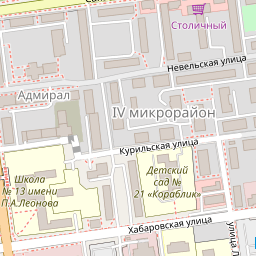 Столичный
Невельская улица
Адмирал
IV микрорайон
Курильская улица
Школа
№ 13 имени
П.А.Леонова
Детский
сад №
21 «Кораблик»
Хабаровская улица